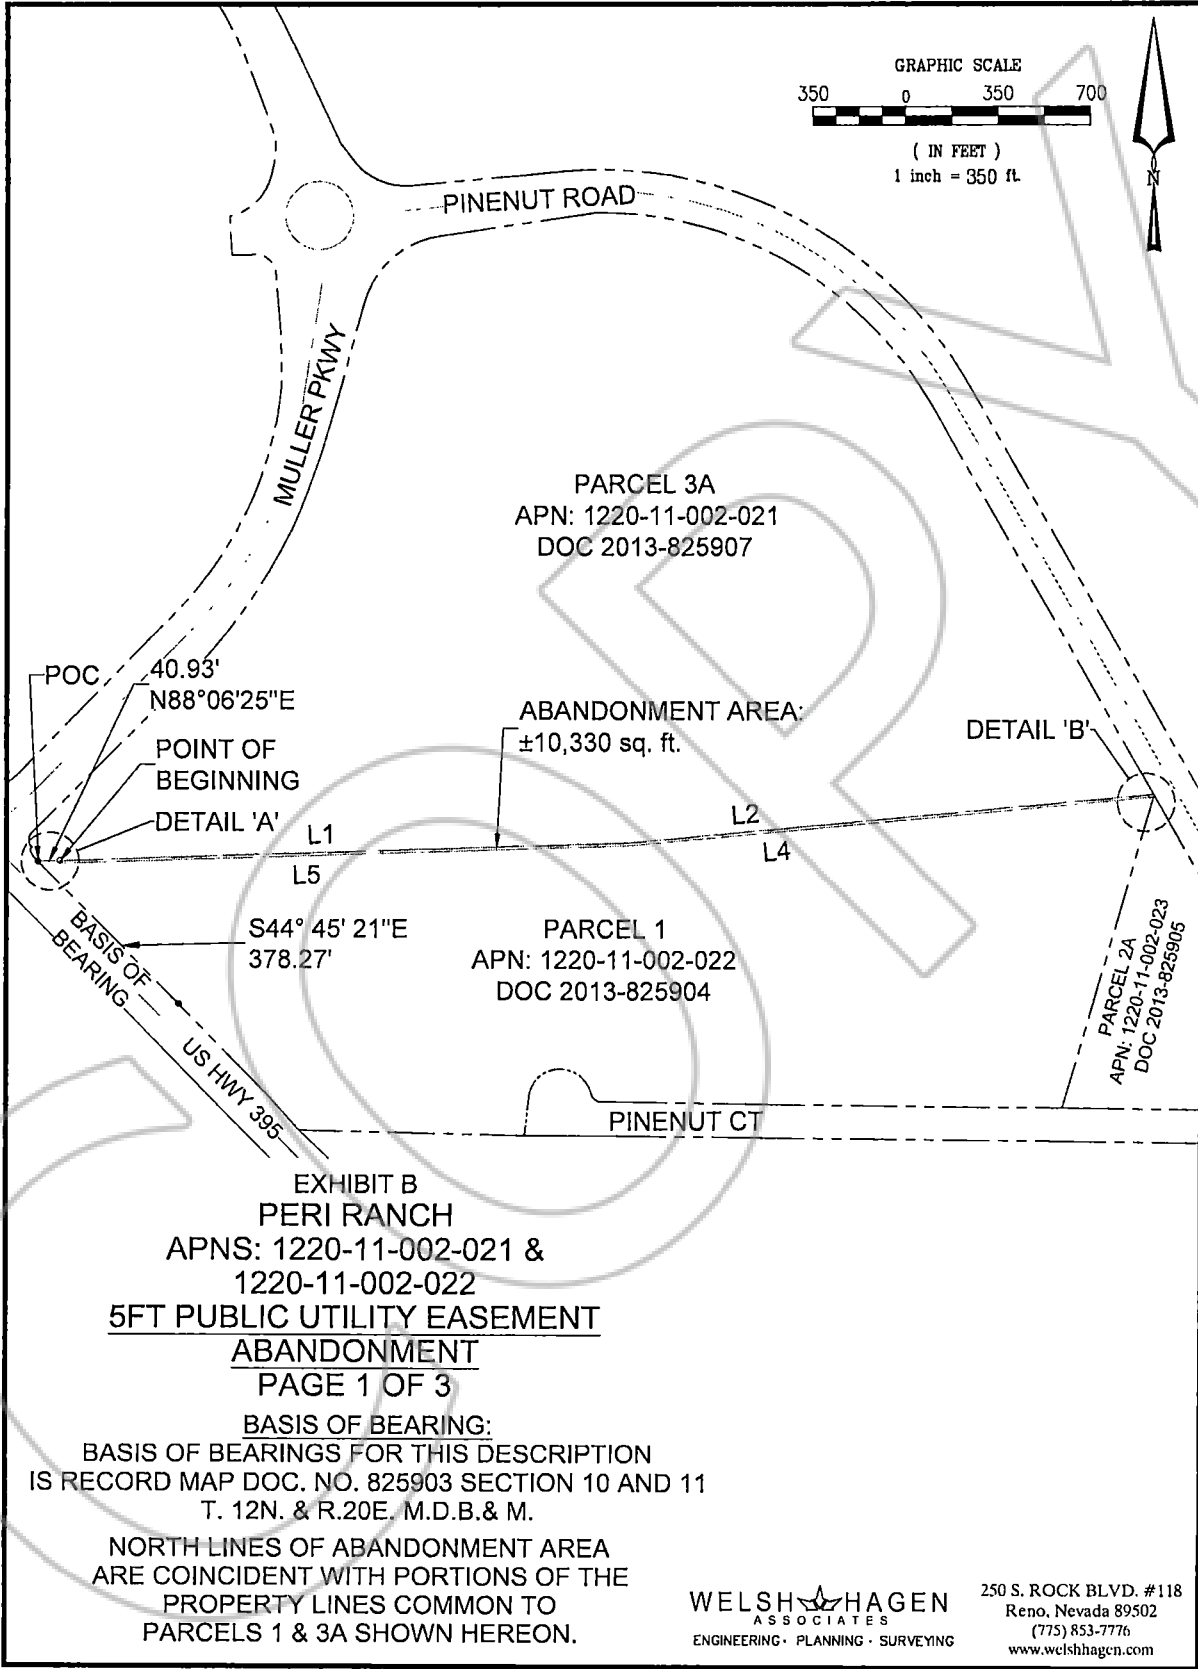 GRAPHIC SCALE
350 0 350 700
( IN FEET )
1 inch = 350 ft.
N
PINENUT ROAD
MULLER PKWY
PARCEL 3A
APN: 1220-11-002-021
DOC 2013-825907
POC
40.93'
N88°06'25"E
POINT OF
BEGINNING
DETAIL 'A'
ABANDONMENT AREA:
±10,330 sq. ft.
DETAIL 'B'
L1
L2
L5
L4
BASIS OF
BEARING
S44° 45' 21"E
378.27'
PARCEL 1
APN: 1220-11-002-022
DOC 2013-825904
PARCEL 2A
APN: 1220-11-002-023
DOC 2013-825905
US HWY 395
PINENUT CT
EXHIBIT B
PERI RANCH
APNS: 1220-11-002-021 &
1220-11-002-022
5FT PUBLIC UTILITY EASEMENT
ABANDONMENT
PAGE 1 OF 3
BASIS OF BEARING:
BASIS OF BEARINGS FOR THIS DESCRIPTION
IS RECORD MAP DOC. NO. 825903 SECTION 10 AND 11
T. 12N. & R.20E. M.D.B.& M.
NORTH LINES OF ABANDONMENT AREA
ARE COINCIDENT WITH PORTIONS OF THE
PROPERTY LINES COMMON TO
PARCELS 1 & 3A SHOWN HEREON.
WELSH HAGEN
ASSOCIATES
ENGINEERING · PLANNING · SURVEYING
250 S. ROCK BLVD. #118
Reno, Nevada 89502
(775) 853-7776
www.welshhagen.com
COPY